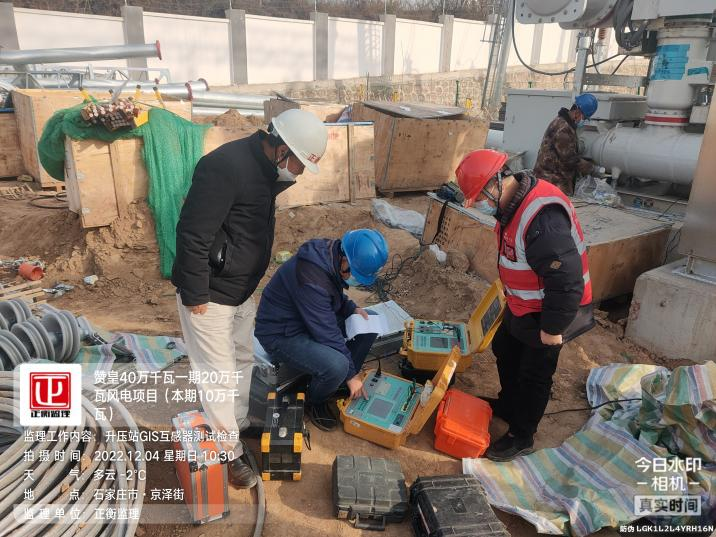 赞皇40万千瓦一期20万千
瓦风电项目（本期10万千
瓦）
正衡监理
监理工作内容：升压站GIS互感器测试检查
拍摄时间：2022.12.04 星期日 10:30
天气：多云 -2℃
地点：石家庄市·京泽街
监理单位：正衡监理
今日水印
相机
真实时间
防伪 LGK1L2L4YRH16N